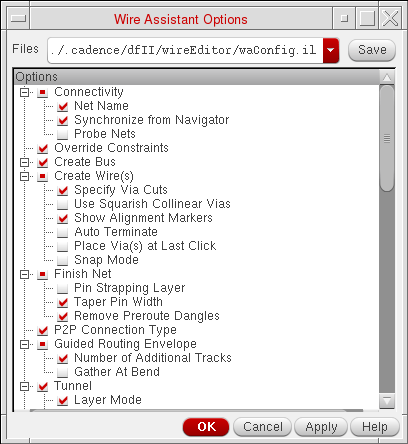 Wire Assistant Options
Files ./.cadence/dfII/wireEditor/waConfig.il Save
Options
Connectivity
Net Name
Synchronize from Navigator
Probe Nets
Override Constraints
Create Bus
Create Wire(s)
Specify Via Cuts
Use Squarish Collinear Vias
Show Alignment Markers
Auto Terminate
Place Via(s) at Last Click
Snap Mode
Finish Net
Pin Strapping Layer
Taper Pin Width
Remove Preroute Dangles
P2P Connection Type
Guided Routing Envelope
Number of Additional Tracks
Gather At Bend
Tunnel
Layer Mode
OK Cancel Apply Help